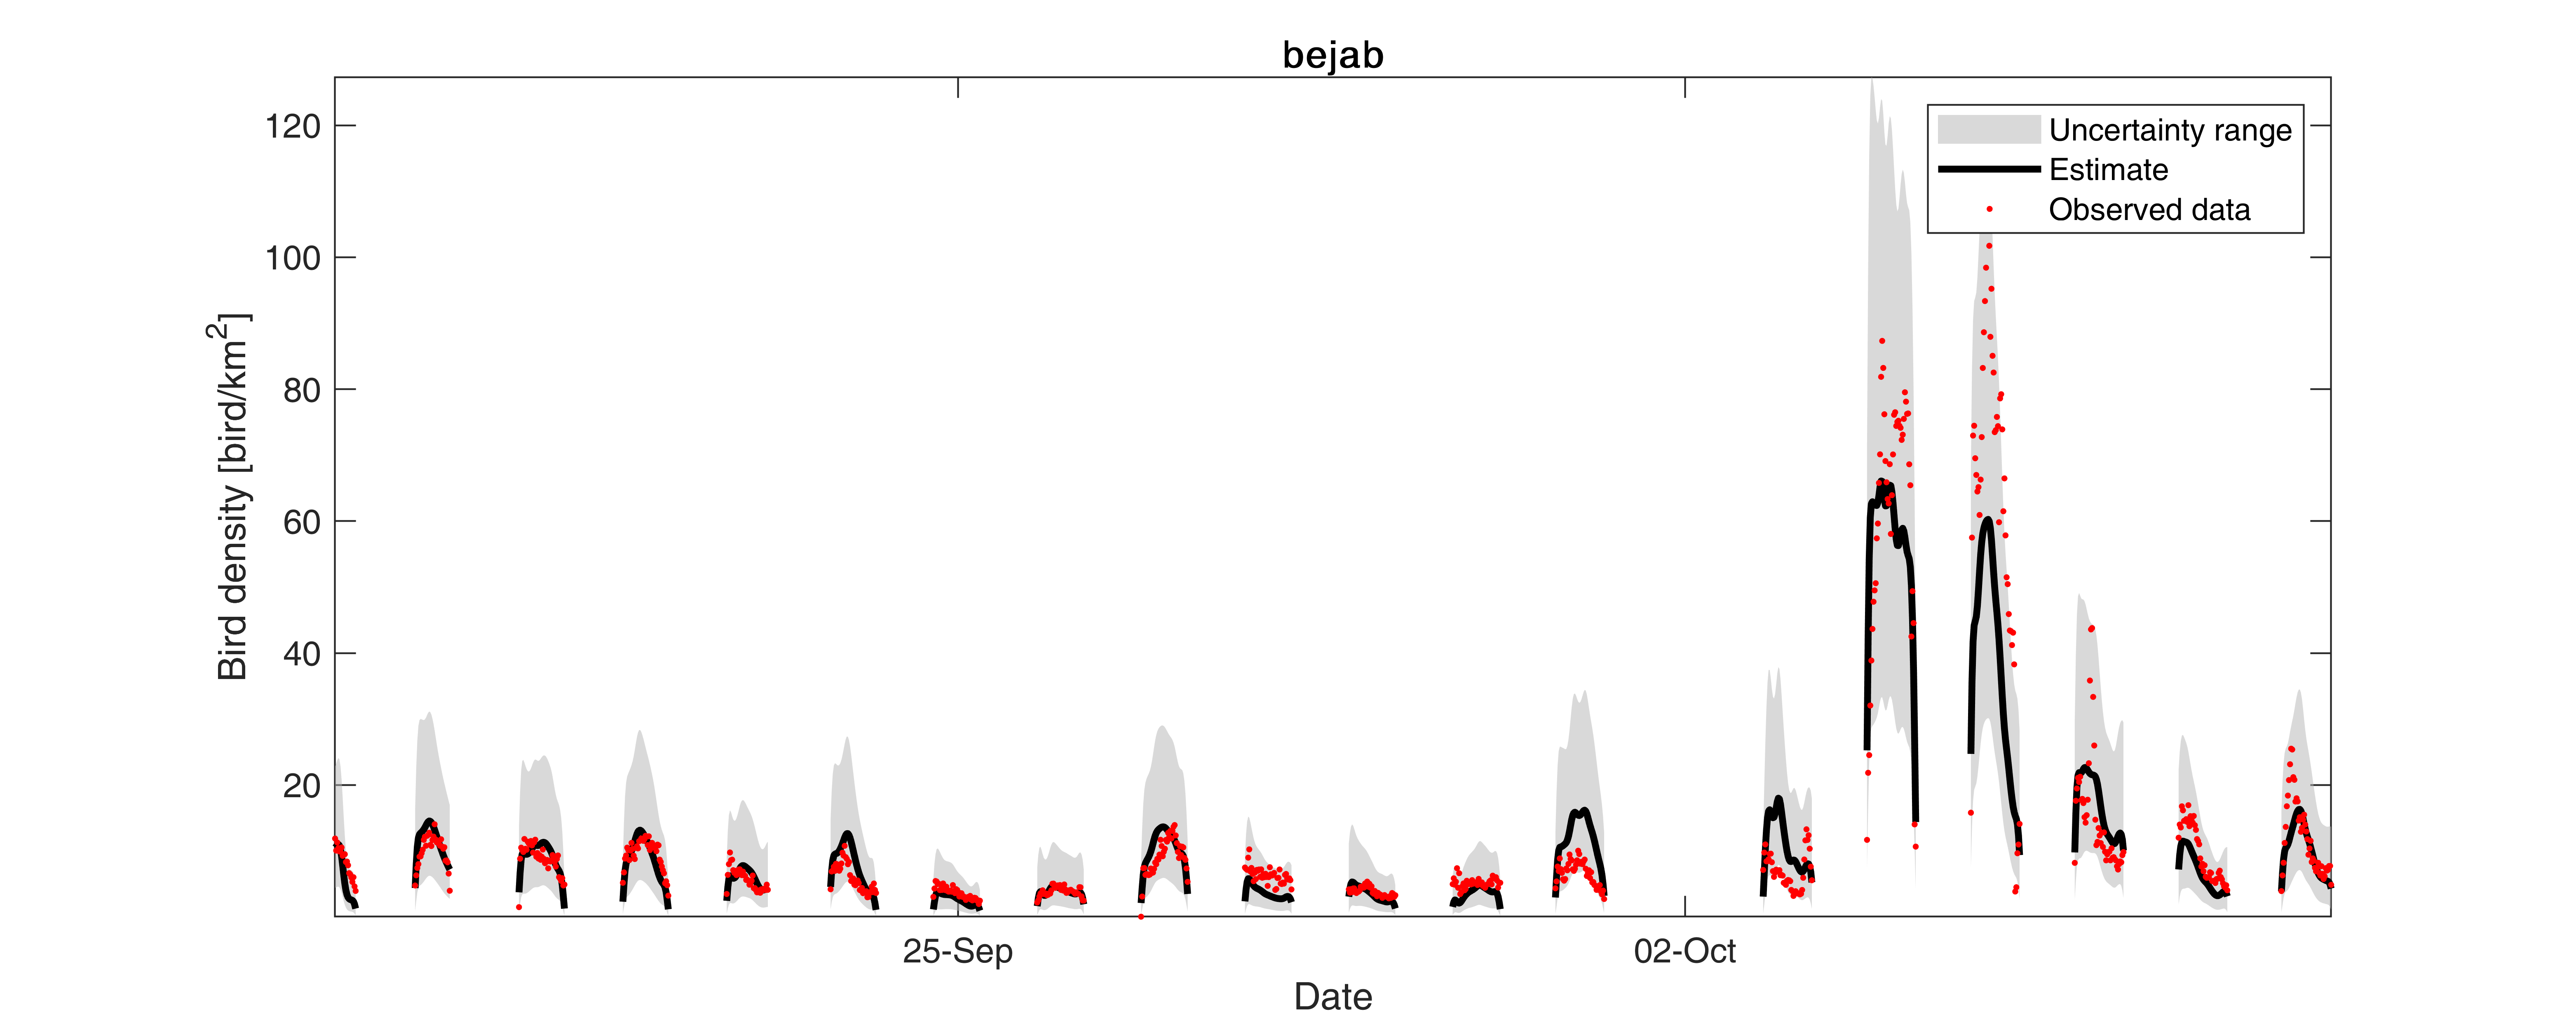 bejab
120
100
80
60
40
20
Bird density [bird/km²]
Uncertainty range
Estimate
Observed data
25-Sep
02-Oct
Date